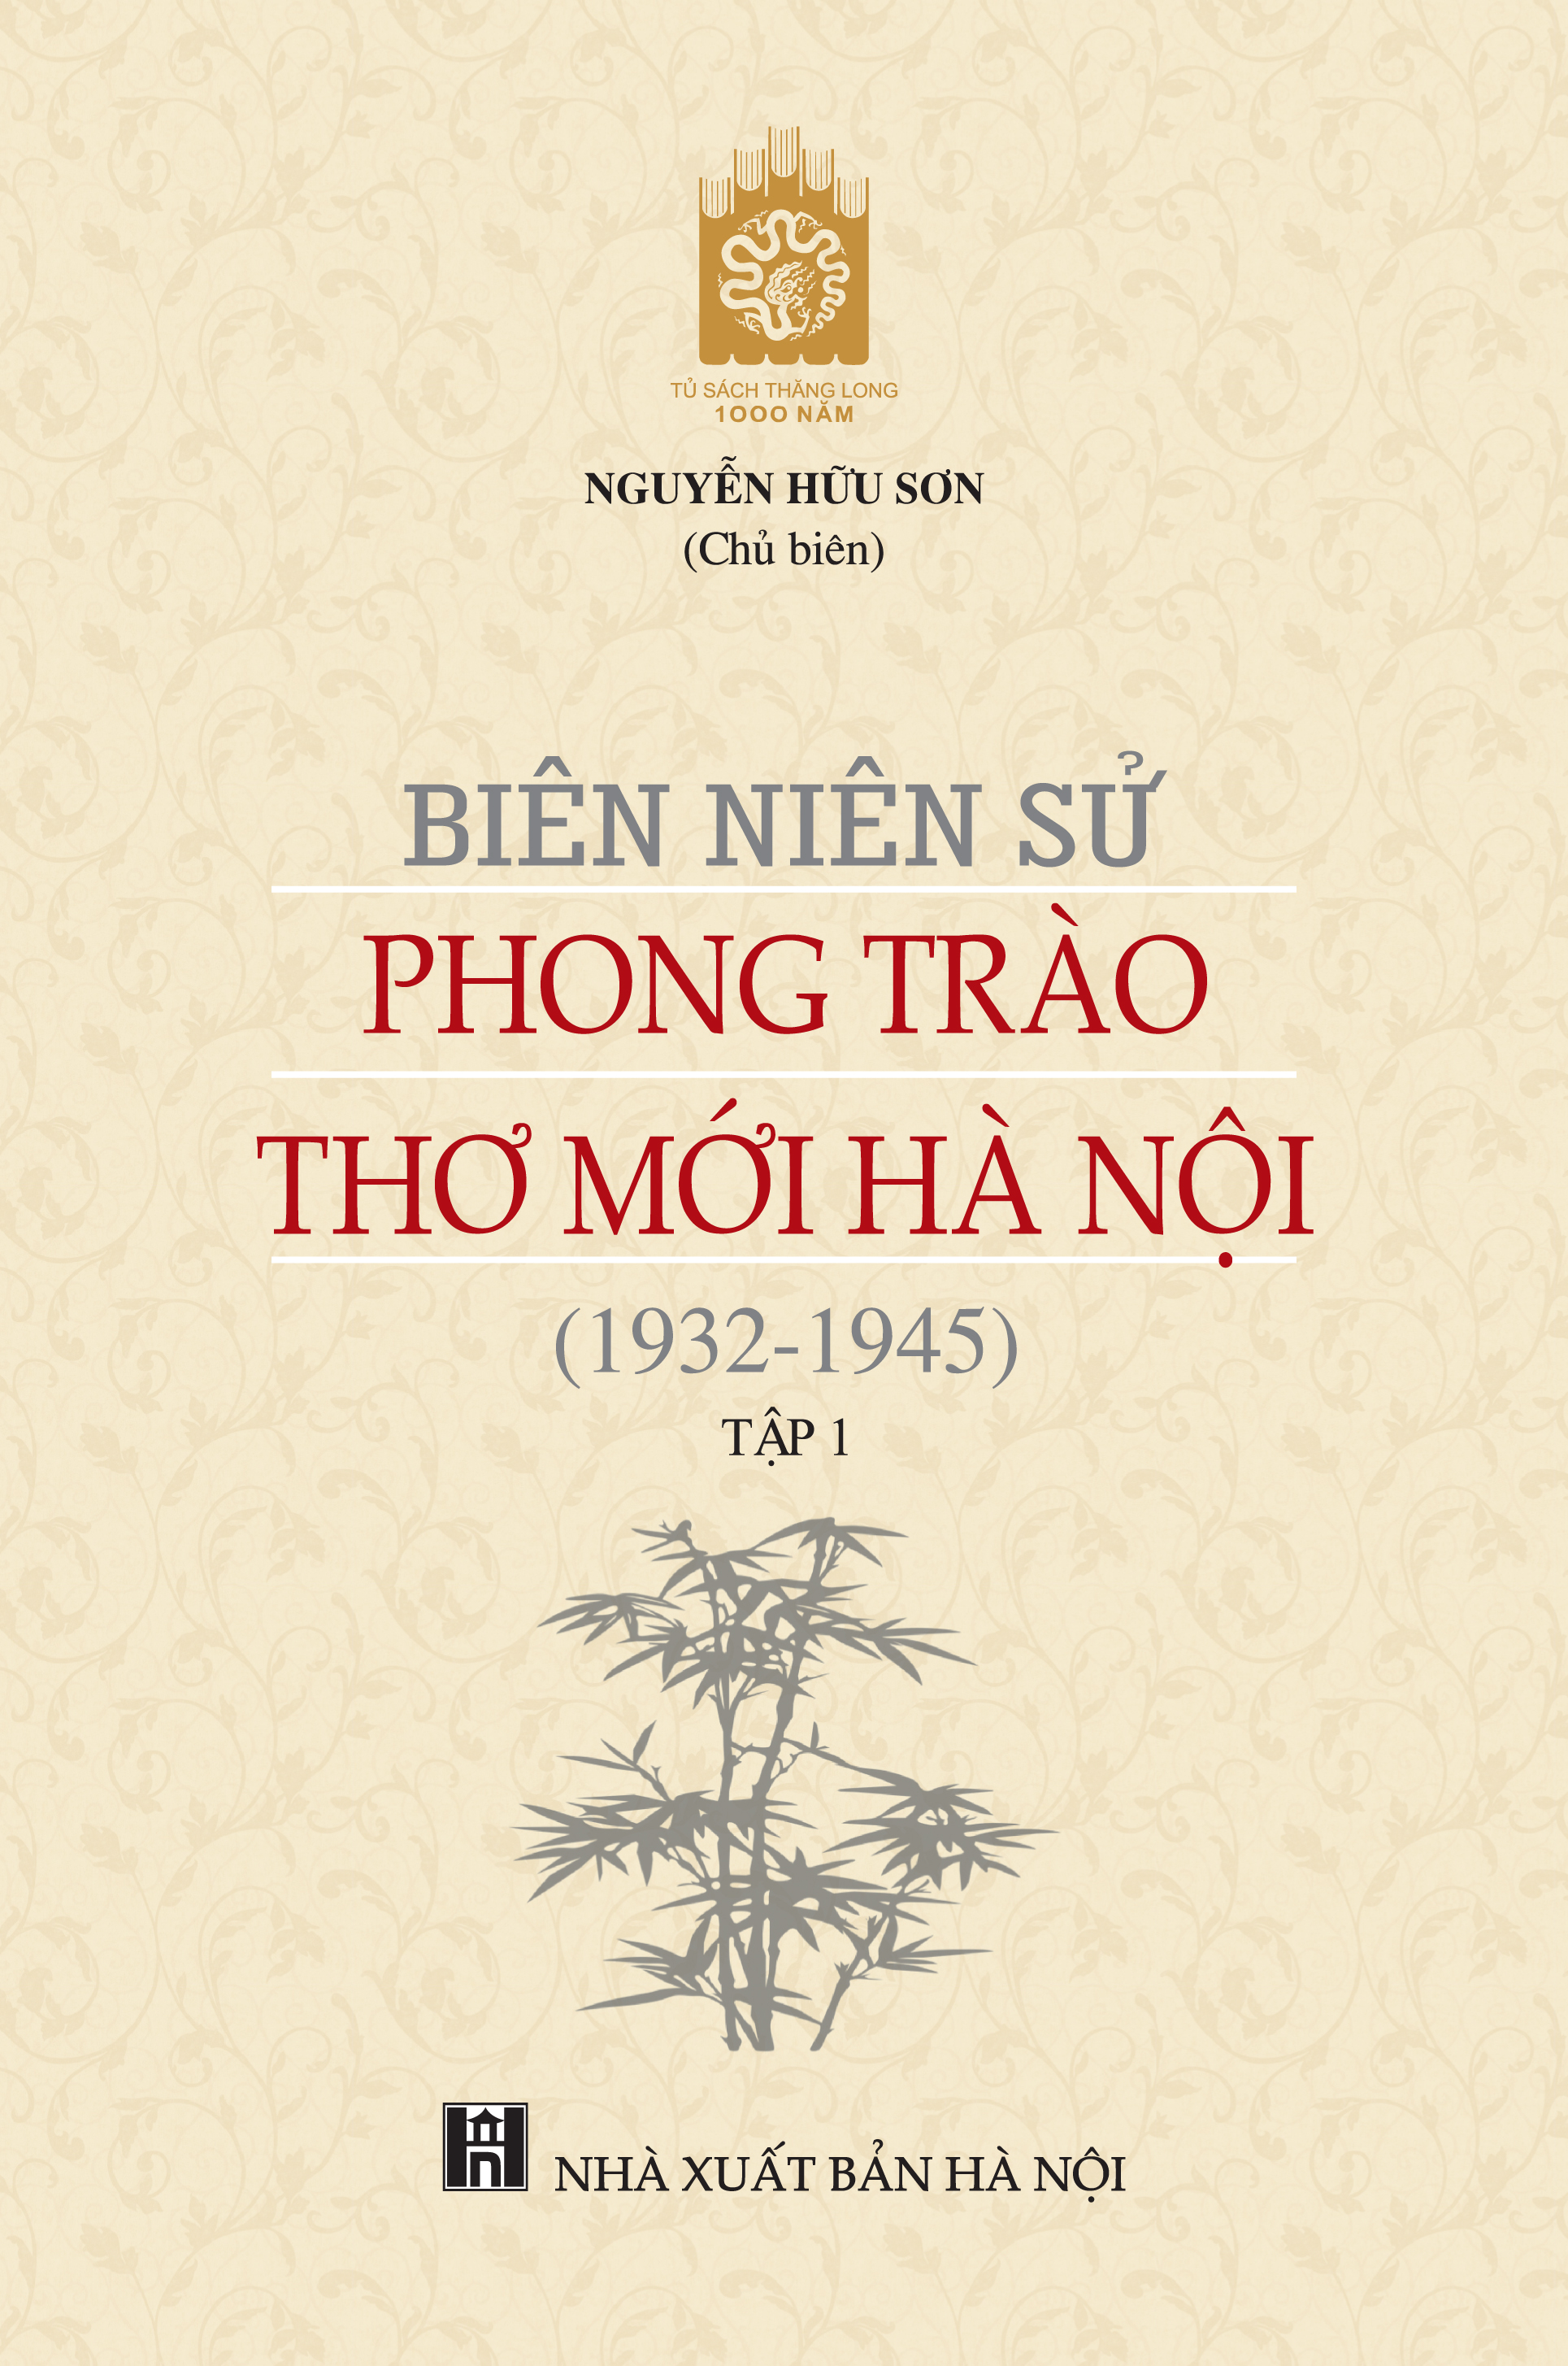 TỦ SÁCH THĂNG LONG
1000 NĂM
NGUYỄN HỮU SƠN
(Chủ biên)
BIÊN NIÊN SỬ
PHONG TRÀO
THƠ MỚI HÀ NỘI
(1932-1945)
TẬP 1
NHÀ XUẤT BẢN HÀ NỘI